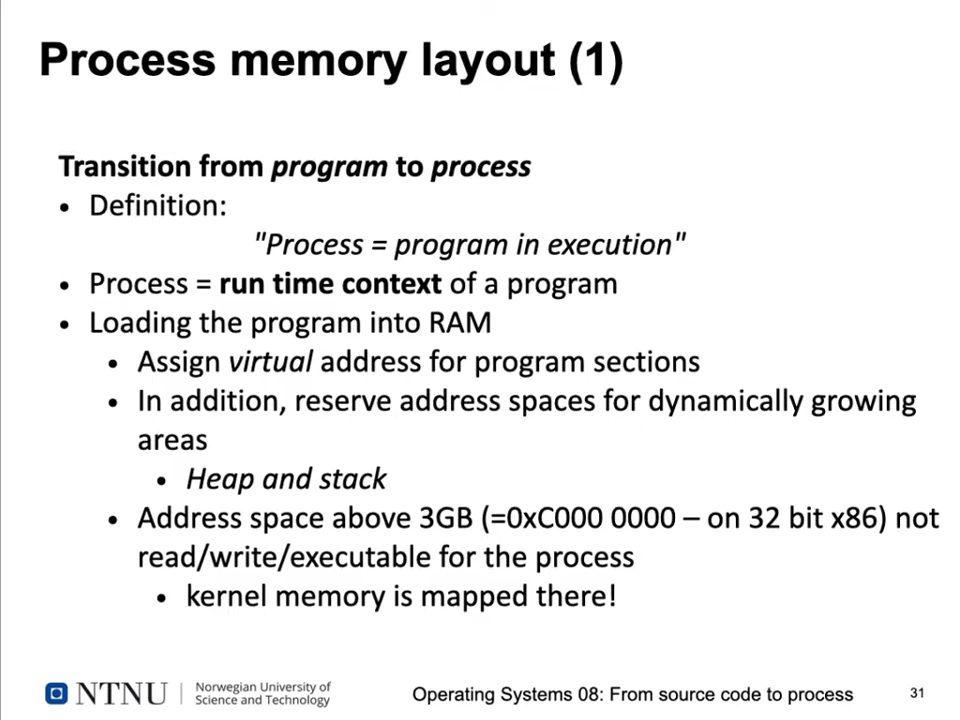 Process memory layout (1)
Transition from program to process
• Definition:
"Process = program in execution"
• Process = run time context of a program
• Loading the program into RAM
• Assign virtual address for program sections
• In addition, reserve address spaces for dynamically growing
areas
• Heap and stack
• Address space above 3GB (=0xC000 0000 – on 32 bit x86) not
read/write/executable for the process
• kernel memory is mapped there!
NTNU
Norwegian University of
Science and Technology
Operating Systems 08: From source code to process
31